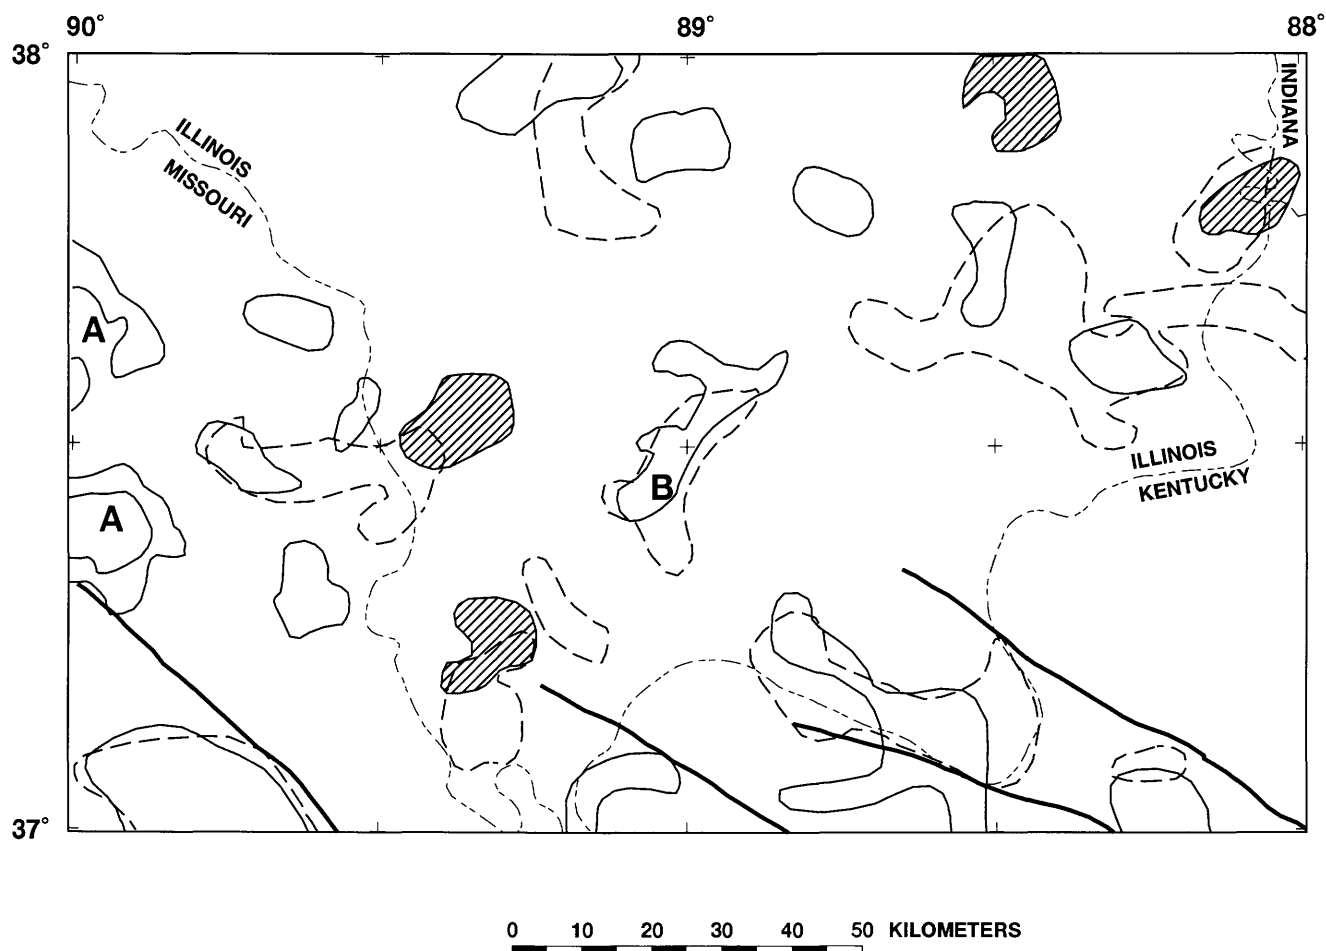 90° 89° 88°
38°
INDIANA
ILLINOIS
MISSOURI
A
ILLINOIS
KENTUCKY
B
A
37°
0 10 20 30 40 50 KILOMETERS